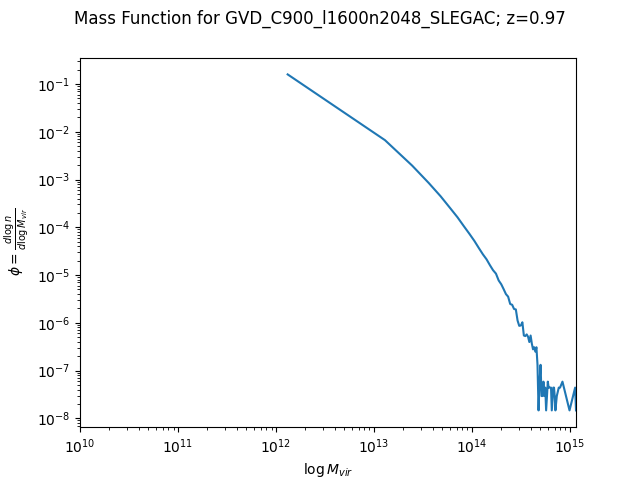 Mass Function for GVD_C900_l1600n2048_SLEGAC; z=0.97
ϕ = d log n / d log M_vir
10⁻¹
10⁻²
10⁻³
10⁻⁴
10⁻⁵
10⁻⁶
10⁻⁷
10⁻⁸
10¹⁰ 10¹¹ 10¹² 10¹³ 10¹⁴ 10¹⁵
log M_vir